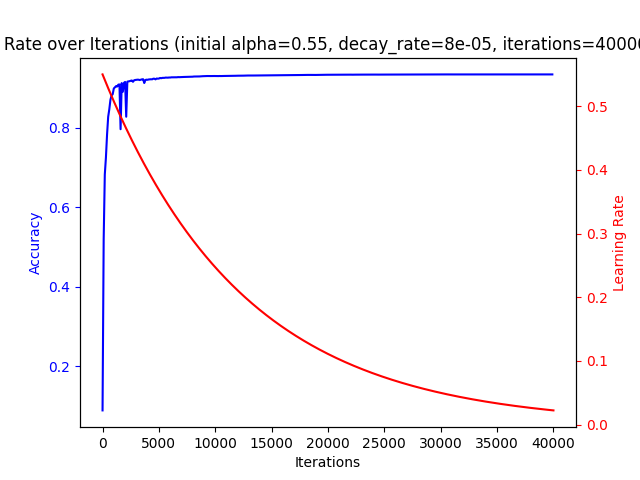 Rate over Iterations (initial alpha=0.55, decay_rate=8e-05, iterations=40000
0.8
0.6
0.4
0.2
Accuracy
0.5
0.4
0.3
0.2
0.1
0.0
Learning Rate
0 5000 10000 15000 20000 25000 30000 35000 40000
Iterations